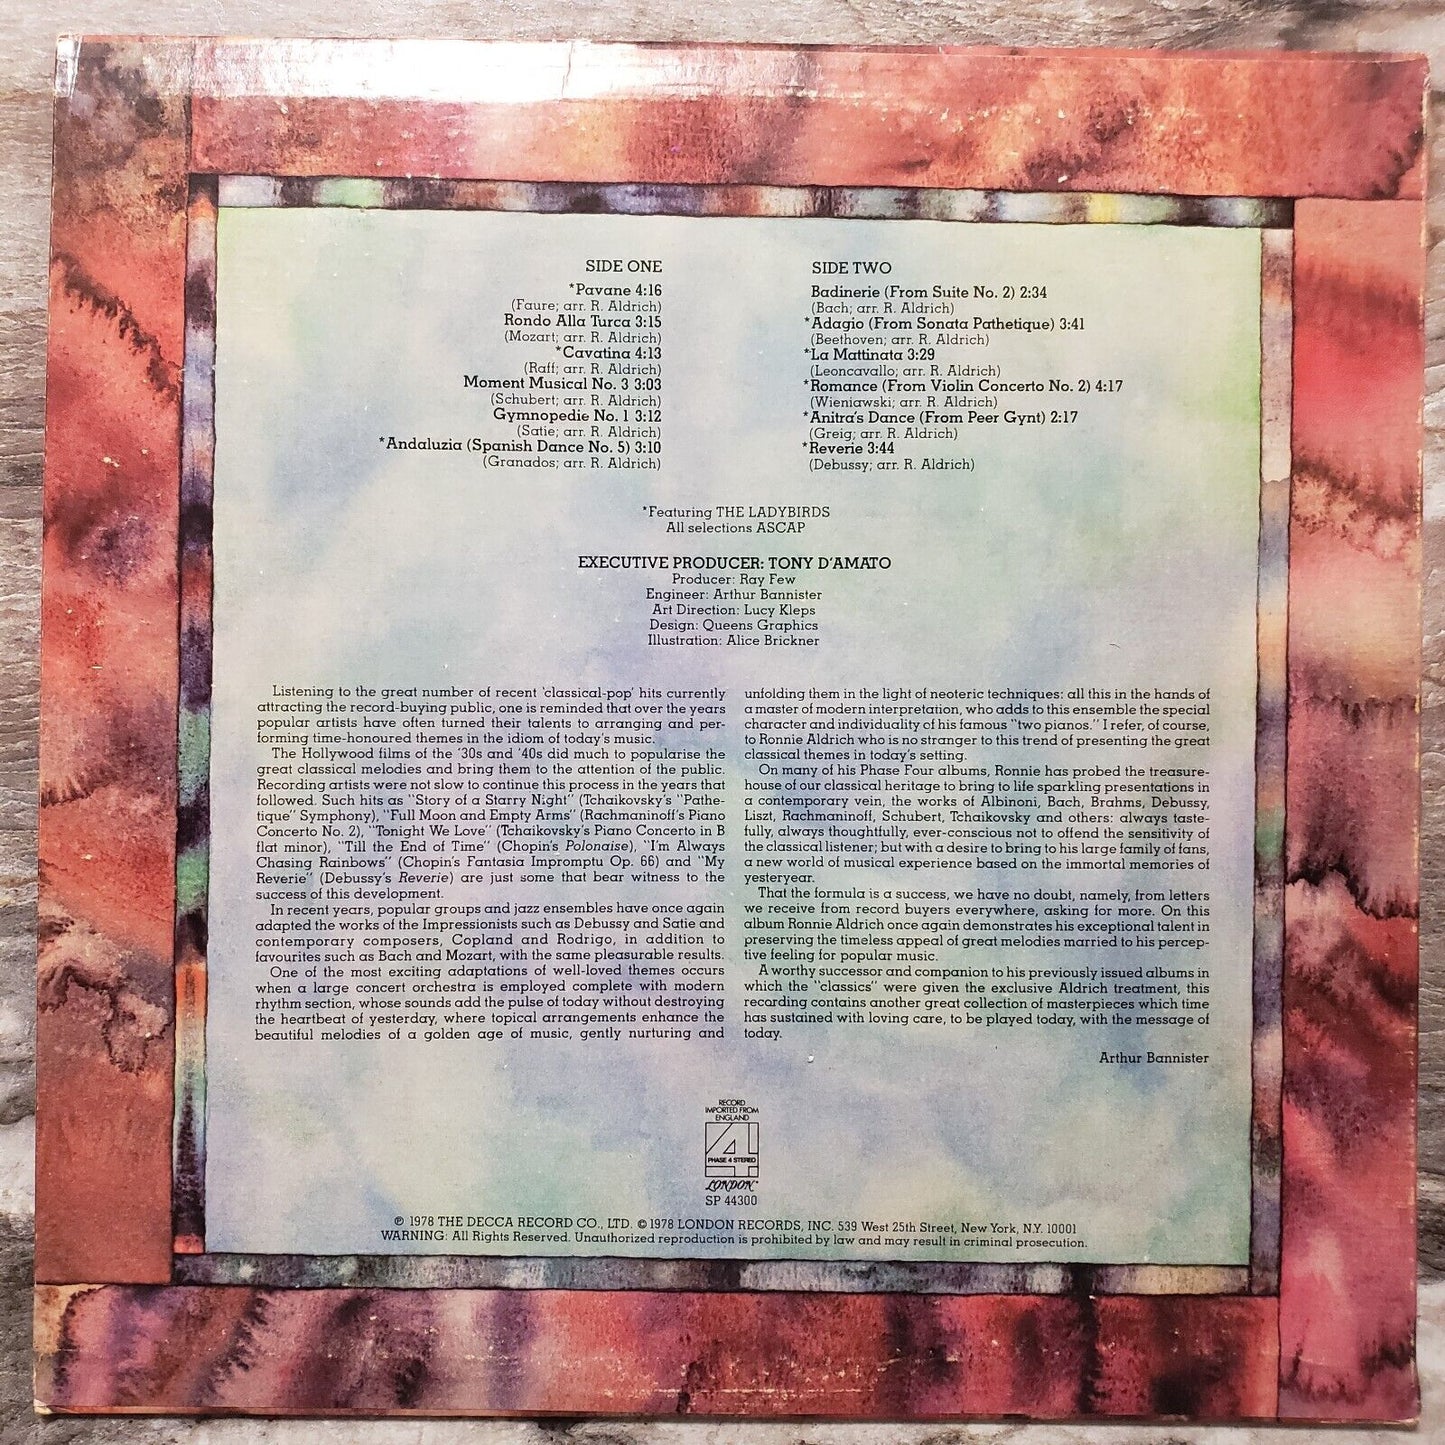 SIDE ONE
*Pavane 4:16
(Faure; arr. R. Aldrich)
Rondo Alla Turca 3:15
(Mozart; arr. R. Aldrich)
*Cavatina 4:13
(Raff; arr. R. Aldrich)
Moment Musical No. 3 3:03
(Schubert; arr. R. Aldrich)
Gymnopedie No. 1 3:12
(Satie; arr. R. Aldrich)
*Andaluzia (Spanish Dance No. 5) 3:10
(Granados; arr. R. Aldrich)
SIDE TWO
Badinerie (From Suite No. 2) 2:34
(Bach; arr. R. Aldrich)
*Adagio (From Sonata Pathetique) 3:41
(Beethoven; arr. R. Aldrich)
*La Mattinata 3:29
(Leoncavallo; arr. R. Aldrich)
*Romance (From Violin Concerto No. 2) 4:17
(Wieniawski; arr. R. Aldrich)
*Anitra's Dance (From Peer Gynt) 2:17
(Greig; arr. R. Aldrich)
*Reverie 3:44
(Debussy; arr. R. Aldrich)
*Featuring THE LADYBIRDS
All selections ASCAP
EXECUTIVE PRODUCER: TONY D'AMATO
Producer: Ray Few
Engineer: Arthur Bannister
Art Direction: Lucy Kleps
Design: Queens Graphics
Illustration: Alice Brickner
Listening to the great number of recent 'classical-pop' hits currently
attracting the record-buying public, one is reminded that over the years
popular artists have often turned their talents to arranging and per-
forming time-honoured themes in the idiom of today's music.
The Hollywood films of the '30s and '40s did much to popularise the
great classical melodies and bring them to the attention of the public.
Recording artists were not slow to continue this process in the years that
followed. Such hits as "Story of a Starry Night" (Tchaikovsky's "Pathe-
tique" Symphony), "Full Moon and Empty Arms" (Rachmaninoff's Piano
Concerto No. 2), "Tonight We Love" (Tchaikovsky's Piano Concerto in B
flat minor), "Till the End of Time" (Chopin's Polonaise), "I'm Always
Chasing Rainbows" (Chopin's Fantasia Impromptu Op. 66) and "My
Reverie" (Debussy's Reverie) are just some that bear witness to the
success of this development.
In recent years, popular groups and jazz ensembles have once again
adapted the works of the Impressionists such as Debussy and Satie and
contemporary composers, Copland and Rodrigo, in addition to
favourites such as Bach and Mozart, with the same pleasurable results.
One of the most exciting adaptations of well-loved themes occurs
when a large concert orchestra is employed complete with modern
rhythm section, whose sounds add the pulse of today without destroying
the heartbeat of yesterday, where topical arrangements enhance the
beautiful melodies of a golden age of music, gently nurturing and
unfolding them in the light of neoteric techniques: all this in the hands of
a master of modern interpretation, who adds to this ensemble the special
character and individuality of his famous "two pianos." I refer, of course,
to Ronnie Aldrich who is no stranger to this trend of presenting the great
classical themes in today's setting.
On many of his Phase Four albums, Ronnie has probed the treasure-
house of our classical heritage to bring to life sparkling presentations in
a contemporary vein, the works of Albinoni, Bach, Brahms, Debussy,
Liszt, Rachmaninoff, Schubert, Tchaikovsky and others: always taste-
fully, always thoughtfully, ever-conscious not to offend the sensitivity of
the classical listener; but with a desire to bring to his large family of fans,
a new world of musical experience based on the immortal memories of
yesteryear.
That the formula is a success, we have no doubt, namely, from letters
we receive from record buyers everywhere, asking for more. On this
album Ronnie Aldrich once again demonstrates his exceptional talent in
preserving the timeless appeal of great melodies married to his percep-
tive feeling for popular music.
A worthy successor and companion to his previously issued albums in
which the "classics" were given the exclusive Aldrich treatment, this
recording contains another great collection of masterpieces which time
has sustained with loving care, to be played today, with the message of
today.
Arthur Bannister
RECORD
IMPORTED FROM
ENGLAND
4
PHASE 4 STEREO
LONDON
SP 44300
℗ 1978 THE DECCA RECORD CO., LTD. © 1978 LONDON RECORDS, INC. 539 West 25th Street, New York, N.Y. 10001
WARNING: All Rights Reserved. Unauthorized reproduction is prohibited by law and may result in criminal prosecution.